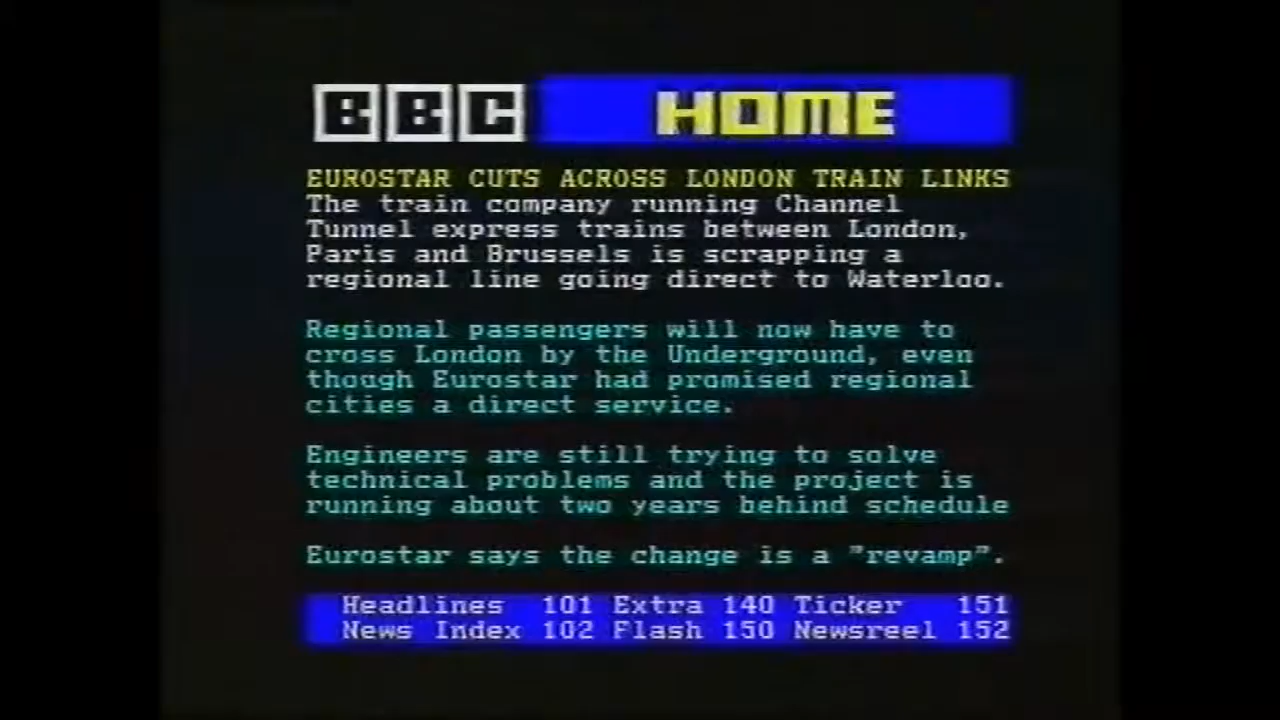 BBC HOME
EUROSTAR CUTS ACROSS LONDON TRAIN LINKS
The train company running Channel
Tunnel express trains between London,
Paris and Brussels is scrapping a
regional line going direct to Waterloo.
Regional passengers will now have to
cross London by the Underground, even
though Eurostar had promised regional
cities a direct service.
Engineers are still trying to solve
technical problems and the project is
running about two years behind schedule
Eurostar says the change is a "revamp".
Headlines 101 Extra 140 Ticker 151
News Index 102 Flash 150 Newsreel 152